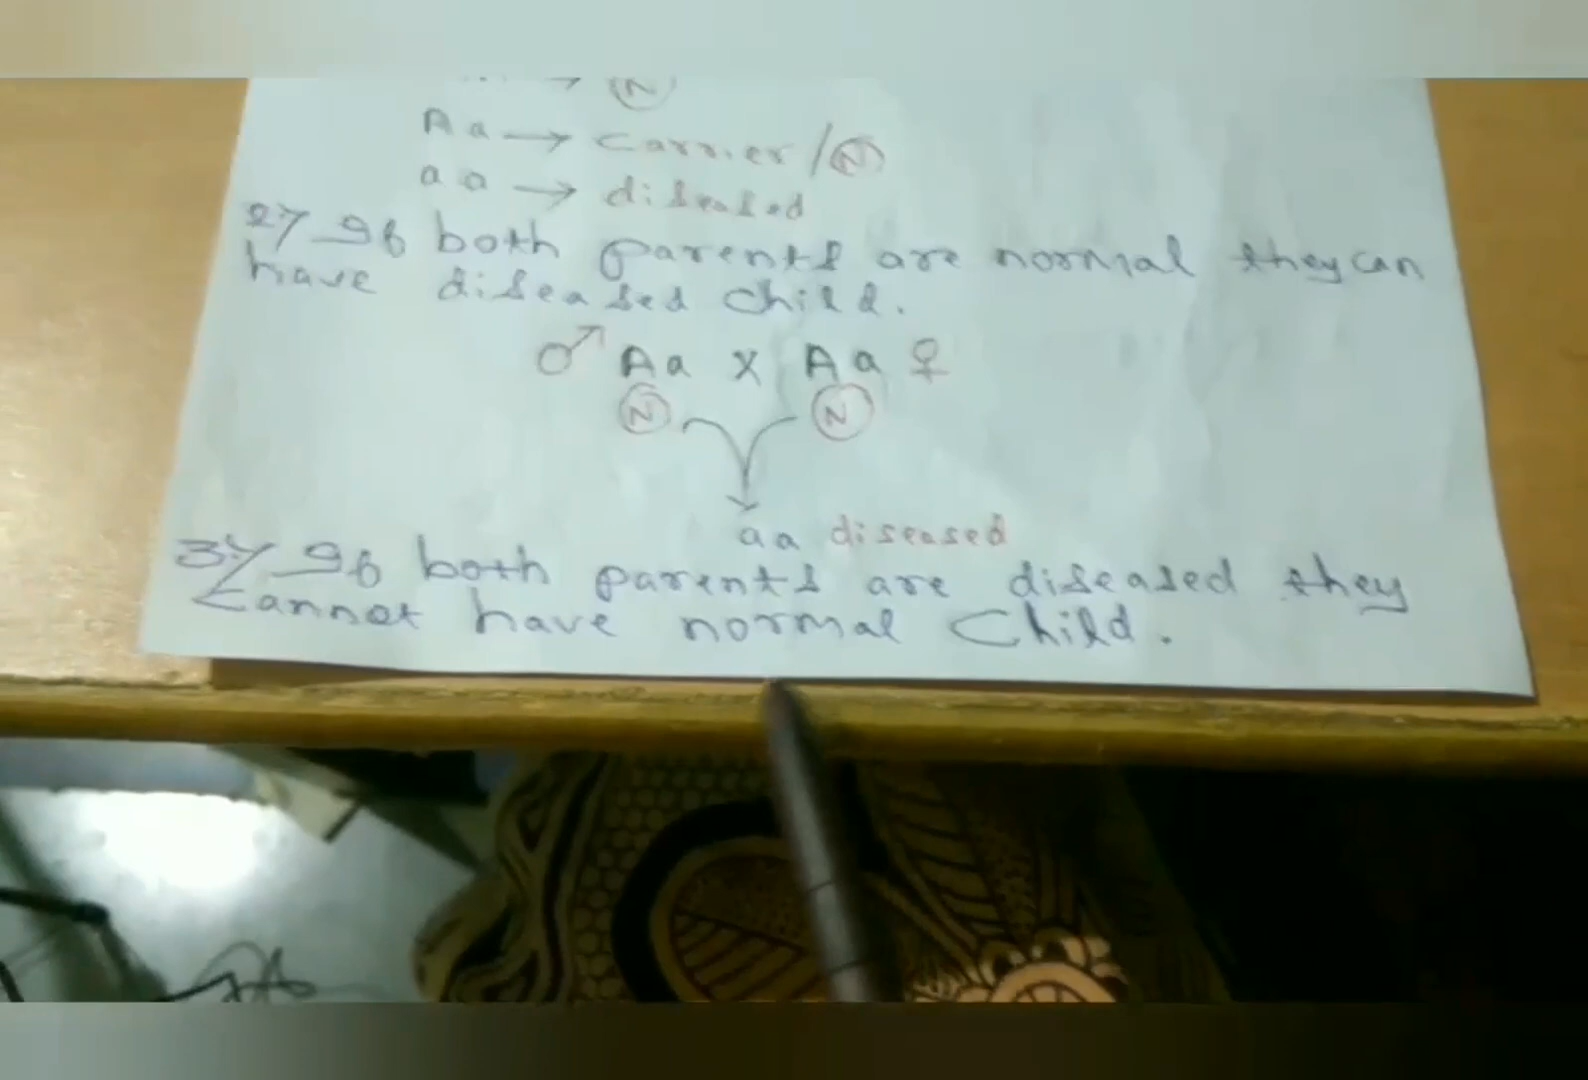 → N
Aa → Carrier / N
aa → diseased
2) If both parents are normal they can
have diseased child.
♂ Aa x Aa ♀
N N
aa diseased
3) If both parents are diseased they
cannot have normal child.